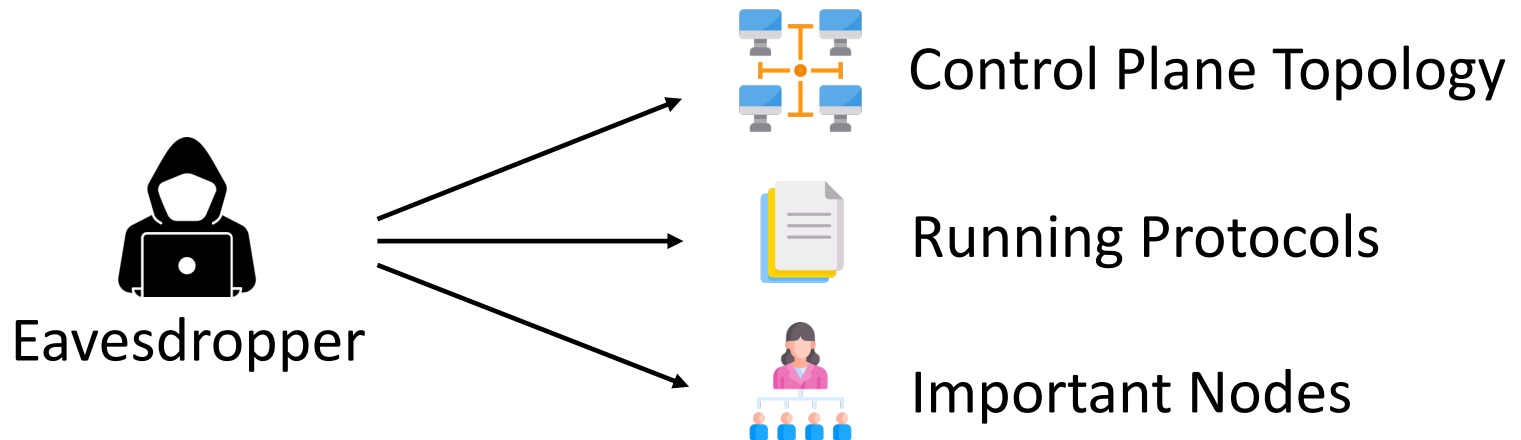 Control Plane Topology
Running Protocols
Eavesdropper
Important Nodes